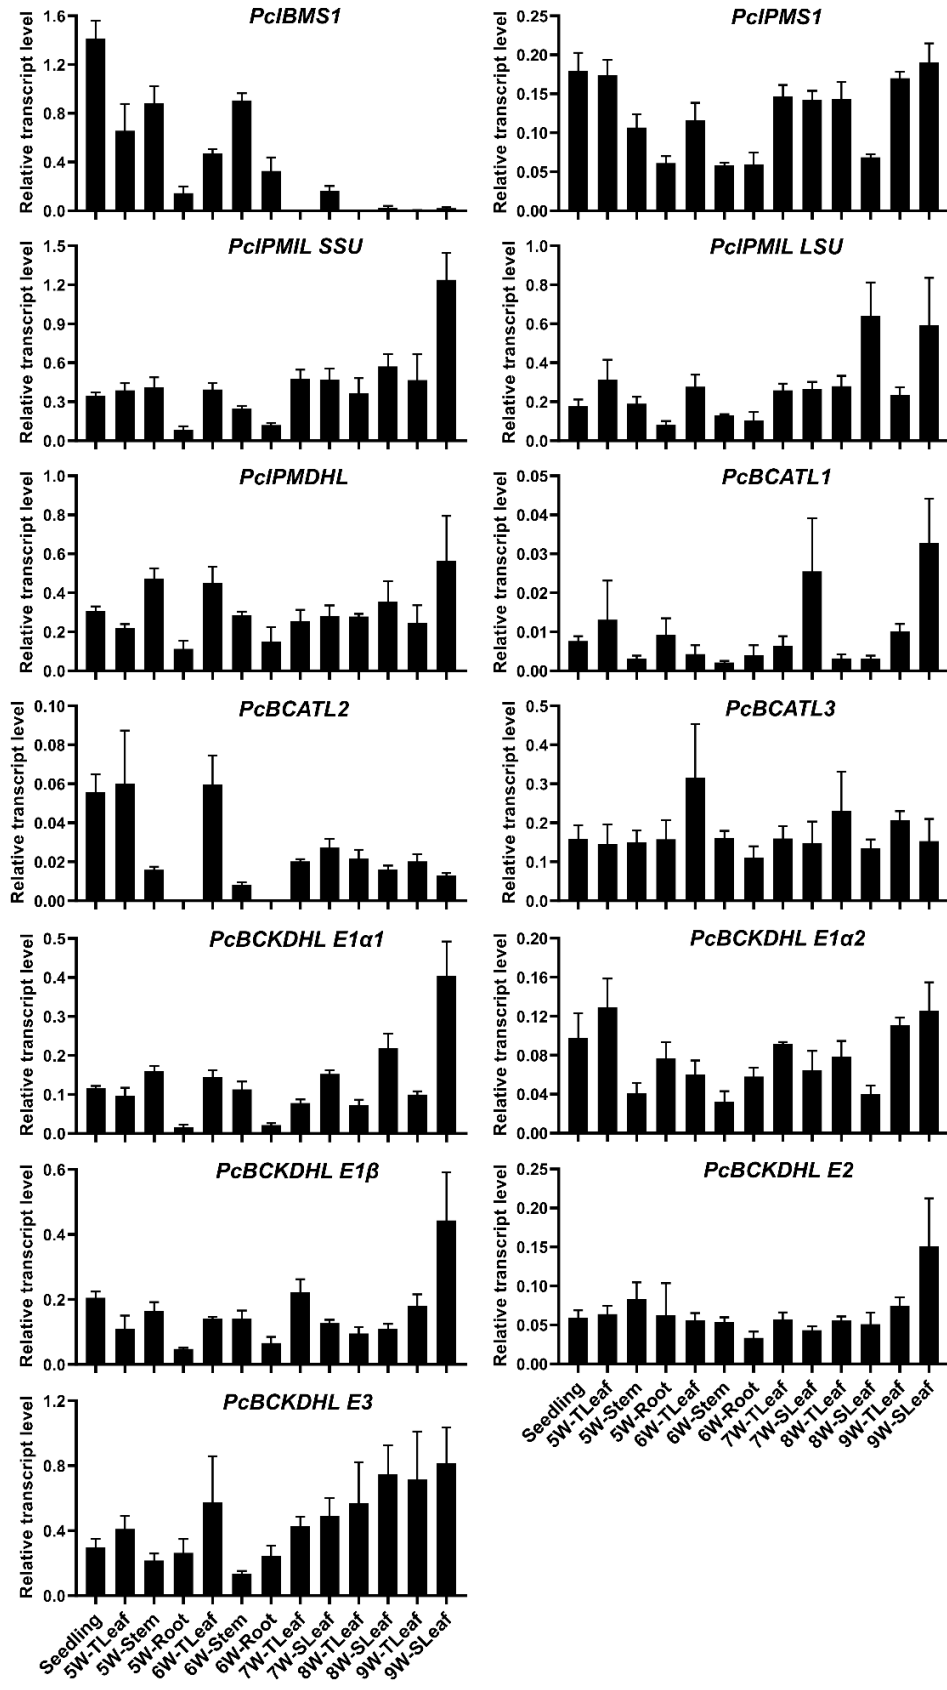 PcIBMS1
Relative transcript level
1.6
1.2
0.8
0.4
0.0
PcIPMS1
Relative transcript level
0.25
0.20
0.15
0.10
0.05
0.00
PcIPMIL SSU
Relative transcript level
1.5
1.2
0.9
0.6
0.3
0.0
PcIPMIL LSU
Relative transcript level
1.0
0.8
0.6
0.4
0.2
0.0
PcIPMDHL
Relative transcript level
1.0
0.8
0.6
0.4
0.2
0.0
PcBCATL1
Relative transcript level
0.05
0.04
0.03
0.02
0.01
0.00
PcBCATL2
Relative transcript level
0.10
0.08
0.06
0.04
0.02
0.00
PcBCATL3
Relative transcript level
0.5
0.4
0.3
0.2
0.1
0.0
PcBCKDHL E1α1
Relative transcript level
0.5
0.4
0.3
0.2
0.1
0.0
PcBCKDHL E1α2
Relative transcript level
0.20
0.16
0.12
0.08
0.04
0.00
PcBCKDHL E1β
Relative transcript level
0.6
0.4
0.2
0.0
PcBCKDHL E2
Relative transcript level
0.25
0.20
0.15
0.10
0.05
0.00
Seedling
5W-TLeaf
5W-Stem
5W-Root
6W-TLeaf
6W-Stem
6W-Root
7W-TLeaf
7W-SLeaf
8W-TLeaf
8W-SLeaf
9W-TLeaf
9W-SLeaf
PcBCKDHL E3
Relative transcript level
1.2
0.8
0.4
0.0
Seedling
5W-TLeaf
5W-Stem
5W-Root
6W-TLeaf
6W-Stem
6W-Root
7W-TLeaf
7W-SLeaf
8W-TLeaf
8W-SLeaf
9W-TLeaf
9W-SLeaf